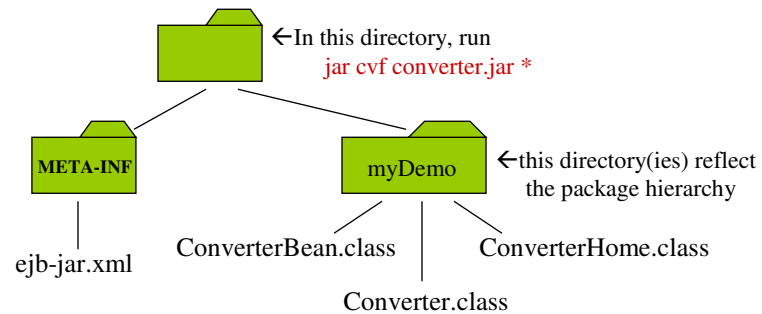 ←In this directory, run
jar cvf converter.jar *
META-INF
myDemo
←this directory(ies) reflect
the package hierarchy
ConverterBean.class
ConverterHome.class
ejb-jar.xml
Converter.class